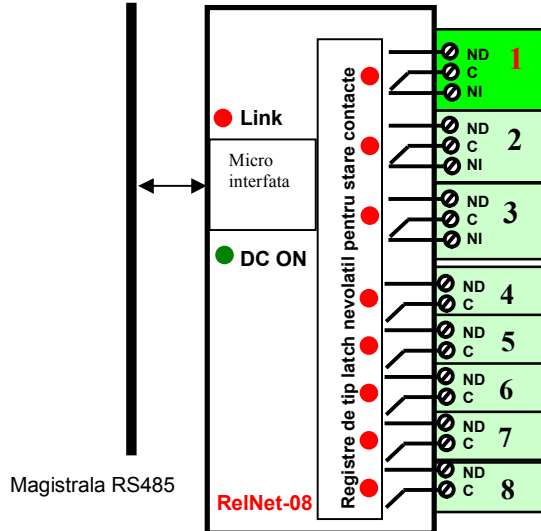 Magistrala RS485
Link
Micro
interfata
DC ON
RelNet-08
Registre de tip latch nevolatil pentru stare contacte
ND
C
NI
1
ND
C
NI
2
ND
C
NI
3
ND
C
4
ND
C
5
ND
C
6
ND
C
7
ND
C
8